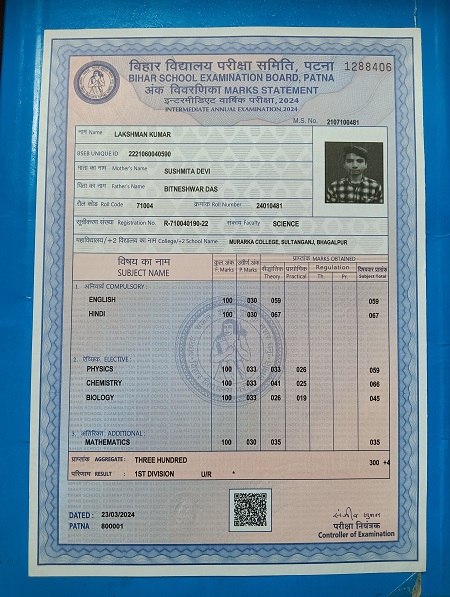 बिहार विद्यालय परीक्षा समिति, पटना 1288406
BIHAR SCHOOL EXAMINATION BOARD, PATNA
अंक विवरणिका MARKS STATEMENT
इन्टरमीडिएट वार्षिक परीक्षा, 2024
INTERMEDIATE ANNUAL EXAMINATION, 2024
M.S. No. 2107100481
नाम Name LAKSHMAN KUMAR
BSEB UNIQUE ID 2221060040590
माता का नाम Mother's Name SUSHMITA DEVI
पिता का नाम Father's Name BITNESHWAR DAS
रौल कोड Roll Code 71004 क्रमांक Roll Number 24010481
सूचीकरण संख्या Registration No. R-710040190-22 संकाय Faculty SCIENCE
महाविद्यालय/+2 विद्यालय का नाम College/+2 School Name MURARKA COLLEGE, SULTANGANJ, BHAGALPUR
विषय का नाम SUBJECT NAME कुल अंक F. Marks उत्तीर्ण अंक P. Marks प्राप्तांक MARKS OBTAINED
सैद्धांतिक Theory प्रायोगिक Practical Regulation Th. Pr. विषयवार प्राप्तांक Subject Total
1. अनिवार्य COMPULSORY :
ENGLISH 100 030 059 059
HINDI 100 030 067 067
2. ऐच्छिक ELECTIVE :
PHYSICS 100 033 033 026 059
CHEMISTRY 100 033 041 025 066
BIOLOGY 100 033 026 019 045
3. अतिरिक्त ADDITIONAL :
MATHEMATICS 100 030 035 035
प्राप्तांक AGGREGATE : THREE HUNDRED 300 +4
परिणाम RESULT : 1ST DIVISION U/R *
DATED : 23/03/2024
PATNA 800001
परीक्षा नियंत्रक
Controller of Examination